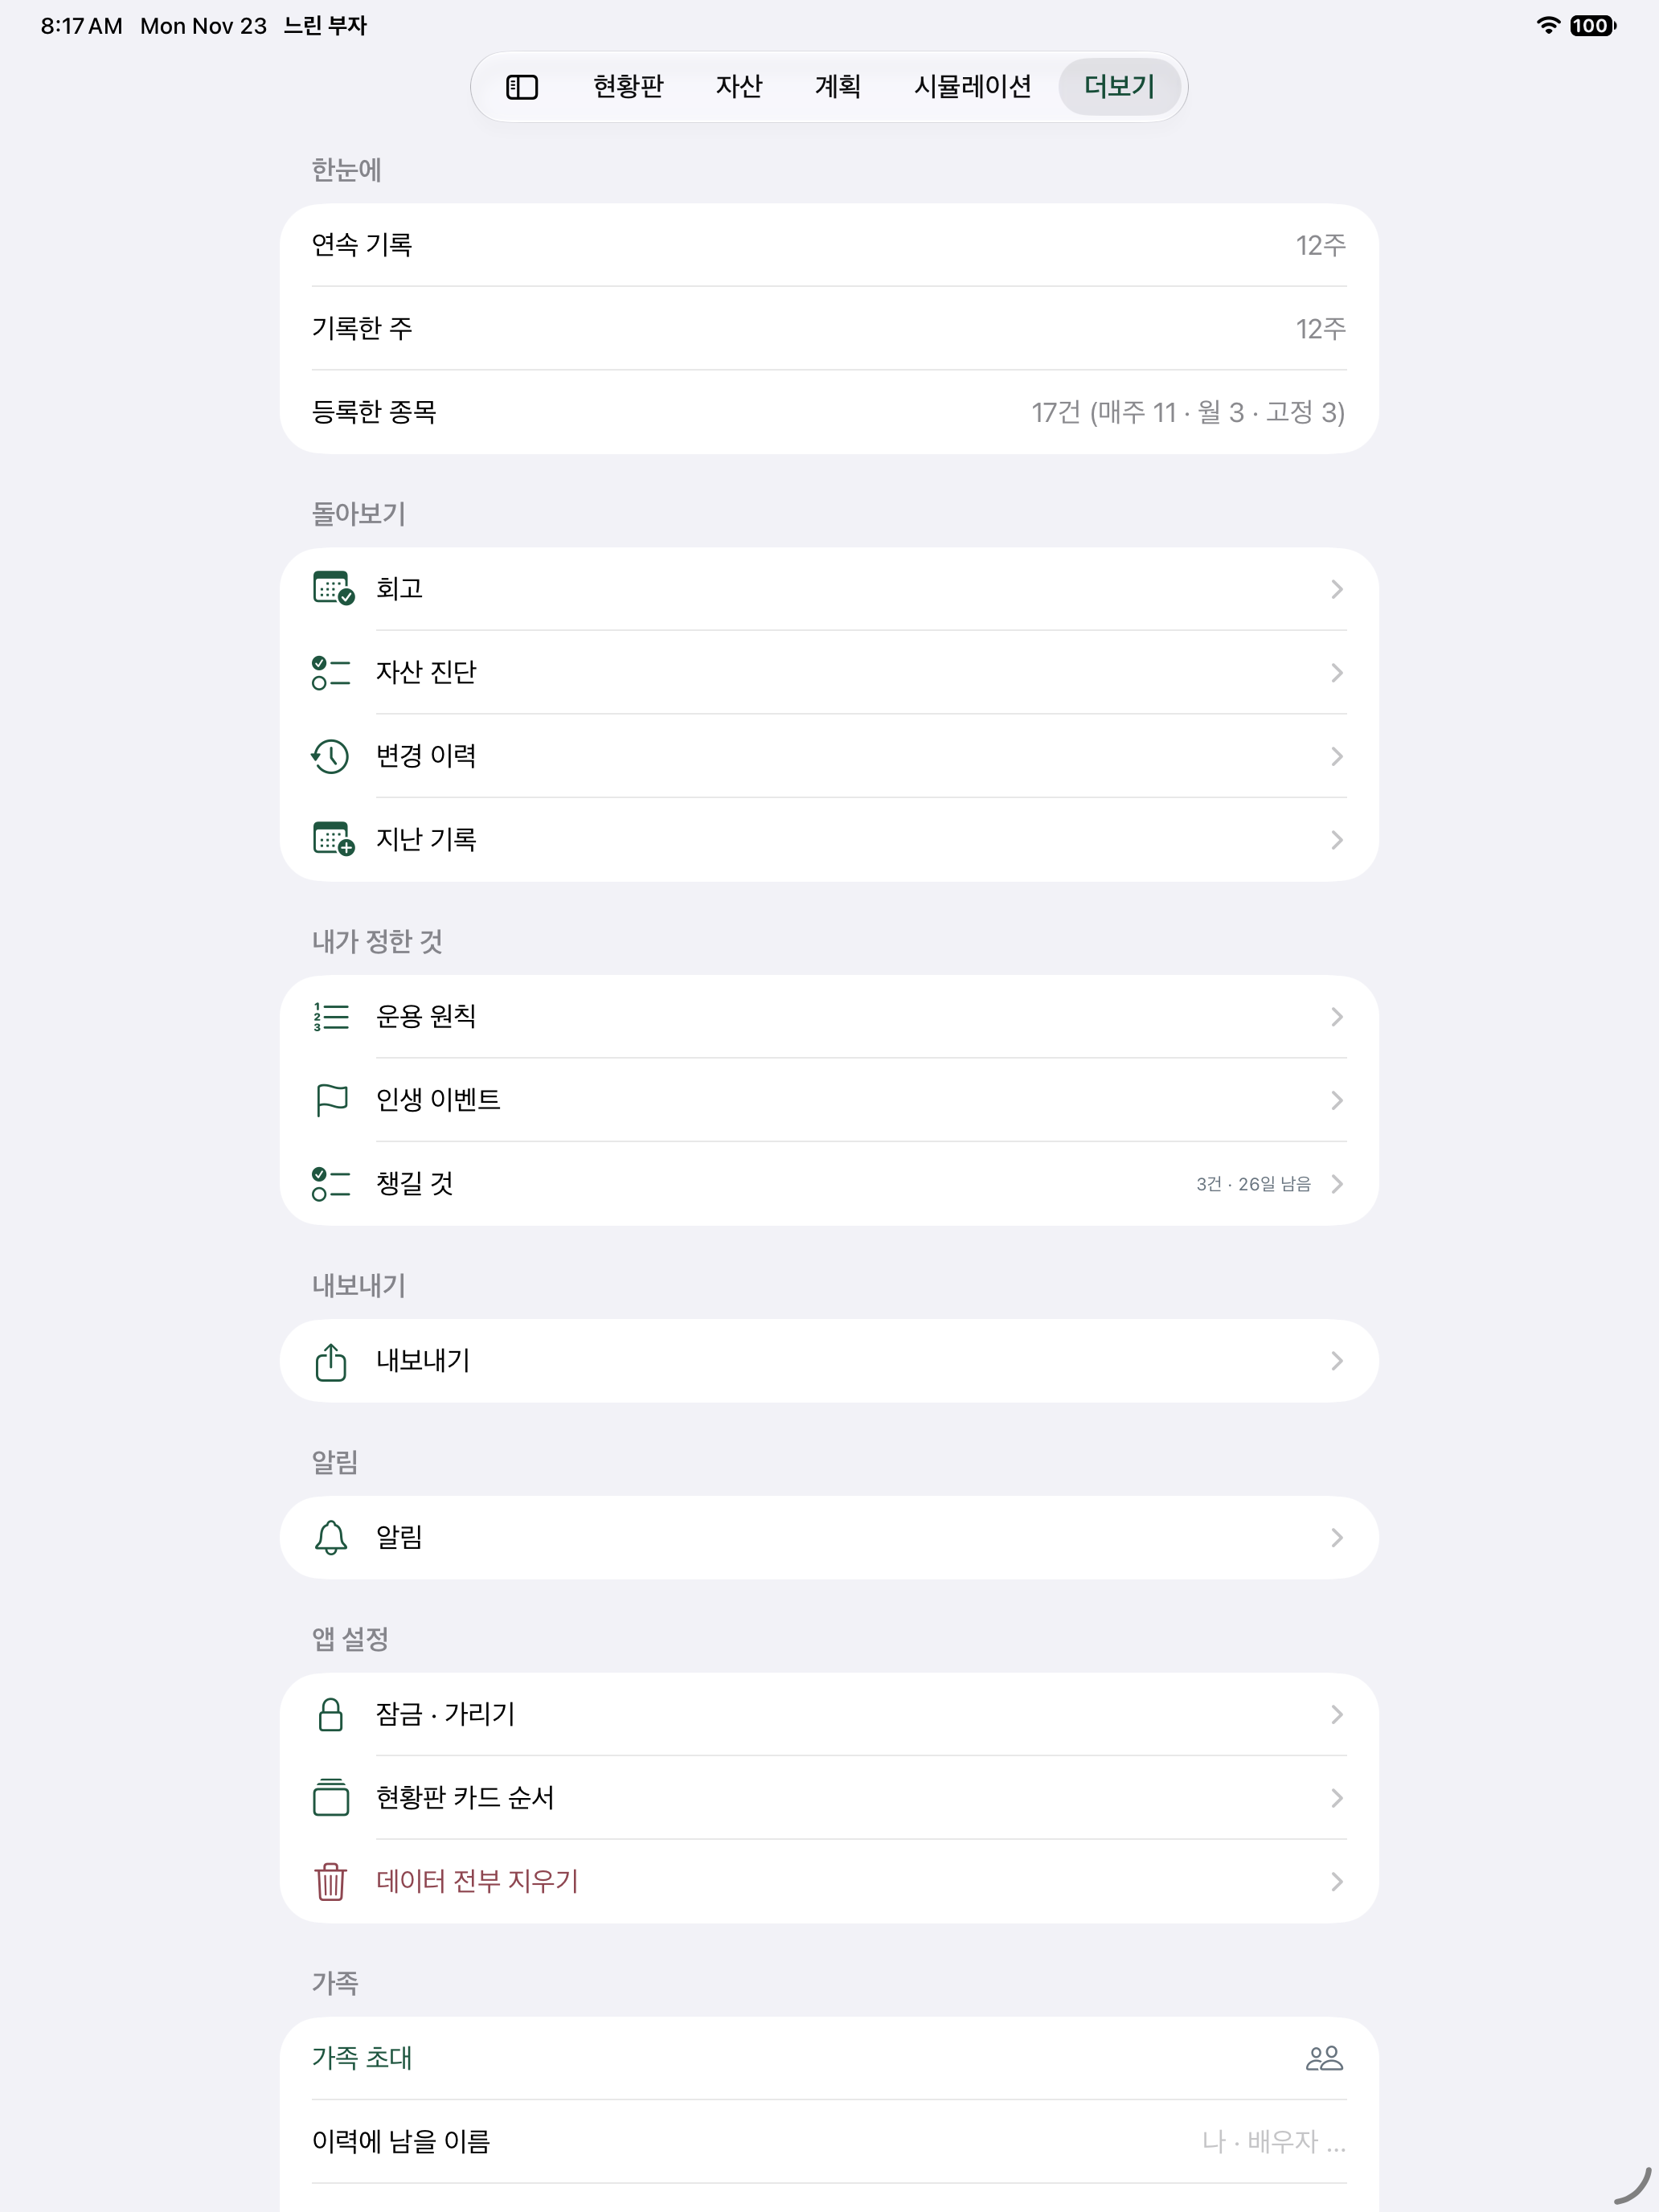 8:17 AM Mon Nov 23 느린 부자
100
현황판 자산 계획 시뮬레이션 더보기
한눈에
연속 기록 12주
기록한 주 12주
등록한 종목 17건 (매주 11 · 월 3 · 고정 3)
돌아보기
회고
자산 진단
변경 이력
지난 기록
내가 정한 것
운용 원칙
인생 이벤트
챙길 것 3건 · 26일 남음
내보내기
내보내기
알림
알림
앱 설정
잠금 · 가리기
현황판 카드 순서
데이터 전부 지우기
가족
가족 초대
이력에 남을 이름 나 · 배우자 ...